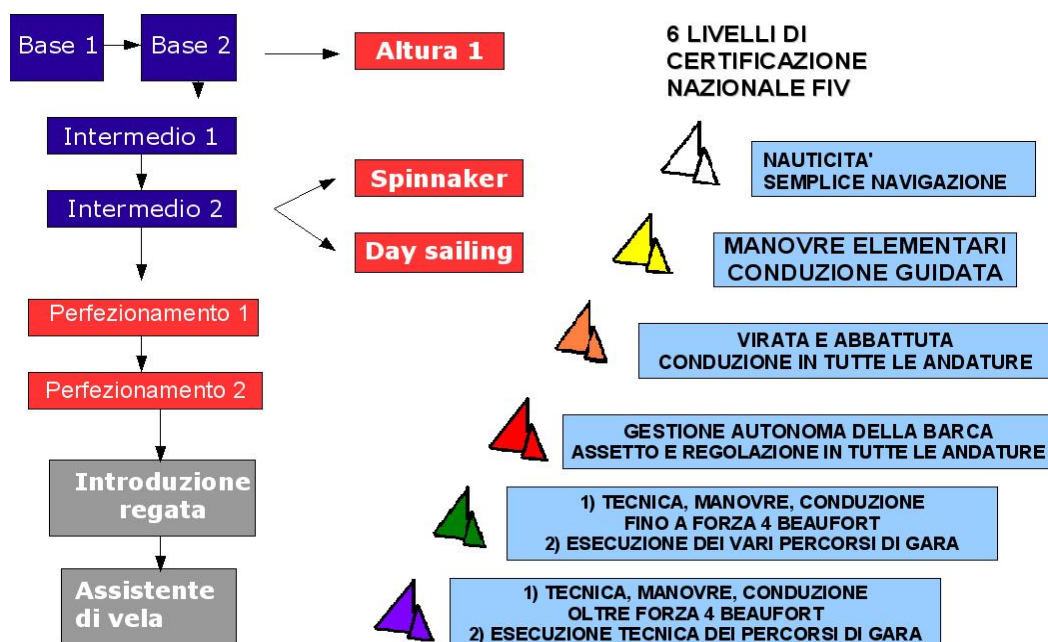 Base 1
Base 2
Altura 1
Intermedio 1
Intermedio 2
Spinnaker
Day sailing
Perfezionamento 1
Perfezionamento 2
Introduzione
regata
Assistente
di vela
6 LIVELLI DI
CERTIFICAZIONE
NAZIONALE FIV
NAUTICITA'
SEMPLICE NAVIGAZIONE
MANOVRE ELEMENTARI
CONDUZIONE GUIDATA
VIRATA E ABBATTUTA
CONDUZIONE IN TUTTE LE ANDATURE
GESTIONE AUTONOMA DELLA BARCA
ASSETTO E REGOLAZIONE IN TUTTE LE ANDATURE
1) TECNICA, MANOVRE, CONDUZIONE
FINO A FORZA 4 BEAUFORT
2) ESECUZIONE DEI VARI PERCORSI DI GARA
1) TECNICA, MANOVRE, CONDUZIONE
OLTRE FORZA 4 BEAUFORT
2) ESECUZIONE TECNICA DEI PERCORSI DI GARA